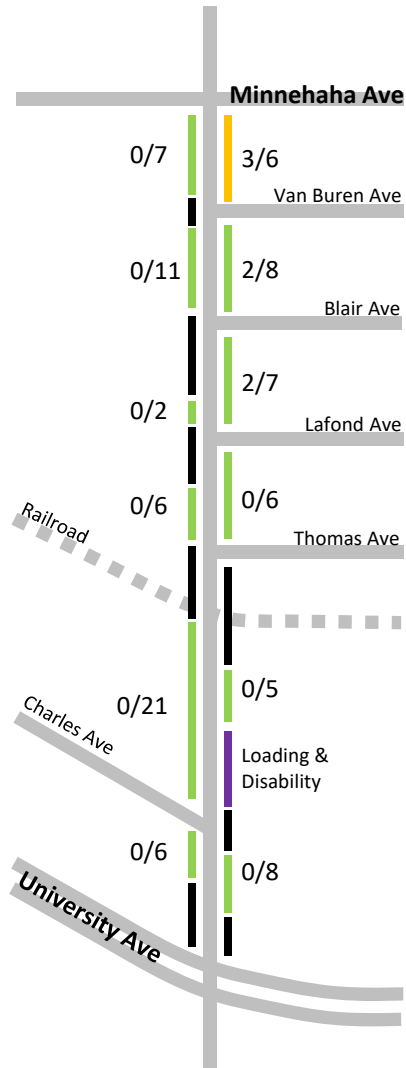 Minnehaha Ave
0/7
3/6
Van Buren Ave
0/11
2/8
Blair Ave
2/7
0/2
Lafond Ave
0/6
0/6
Railroad
Thomas Ave
0/5
0/21
Charles Ave
Loading &
Disability
0/6
0/8
University Ave